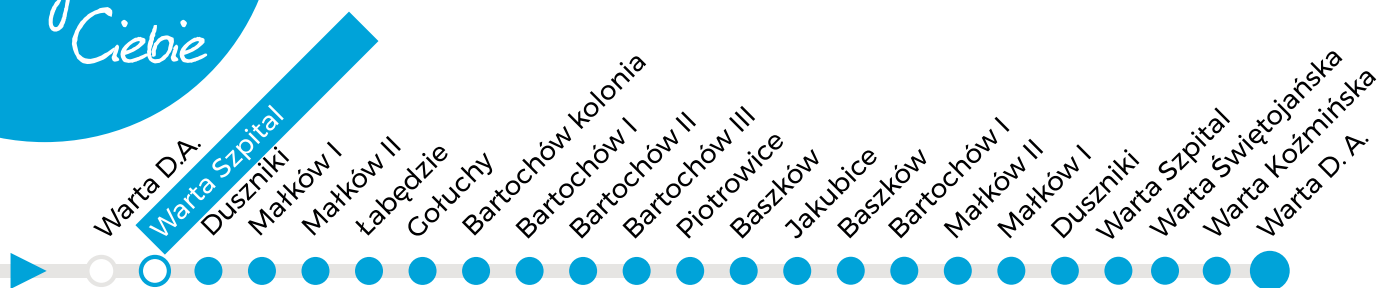 Ciebie
Warta D.A.
Warta Szpital
Duszniki
Małków I
Małków II
Łabędzie
Gołuchy
Bartochów kolonia
Bartochów I
Bartochów II
Bartochów III
Piotrowice
Baszków
Jakubice
Baszków
Bartochów I
Małków II
Małków I
Duszniki
Warta Szpital
Warta Świętojańska
Warta Koźmińska
Warta D. A.